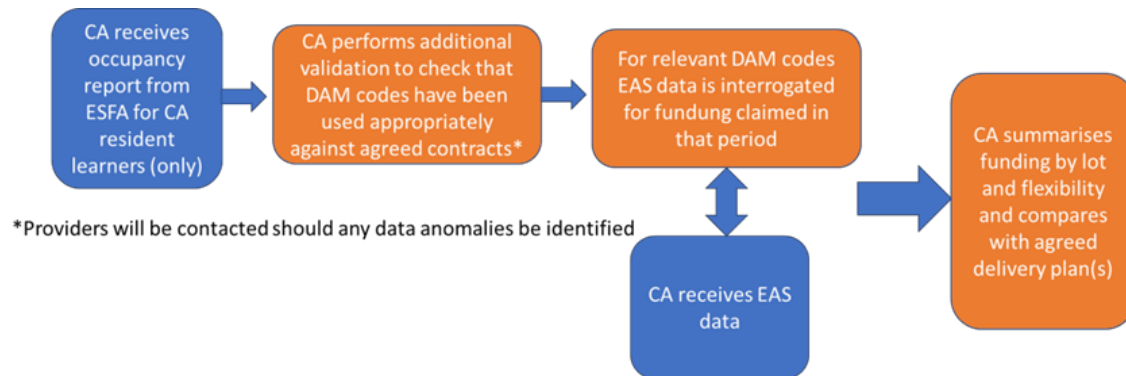 CA receives
occupancy
report from
ESFA for CA
resident
learners (only)
CA performs additional
validation to check that
DAM codes have been
used appropriately
against agreed contracts*
For relevant DAM codes
EAS data is interrogated
for fundung claimed in
that period
CA summarises
funding by lot
and flexibility
and compares
with agreed
delivery plan(s)
*Providers will be contacted should any data anomalies be identified
CA receives EAS
data